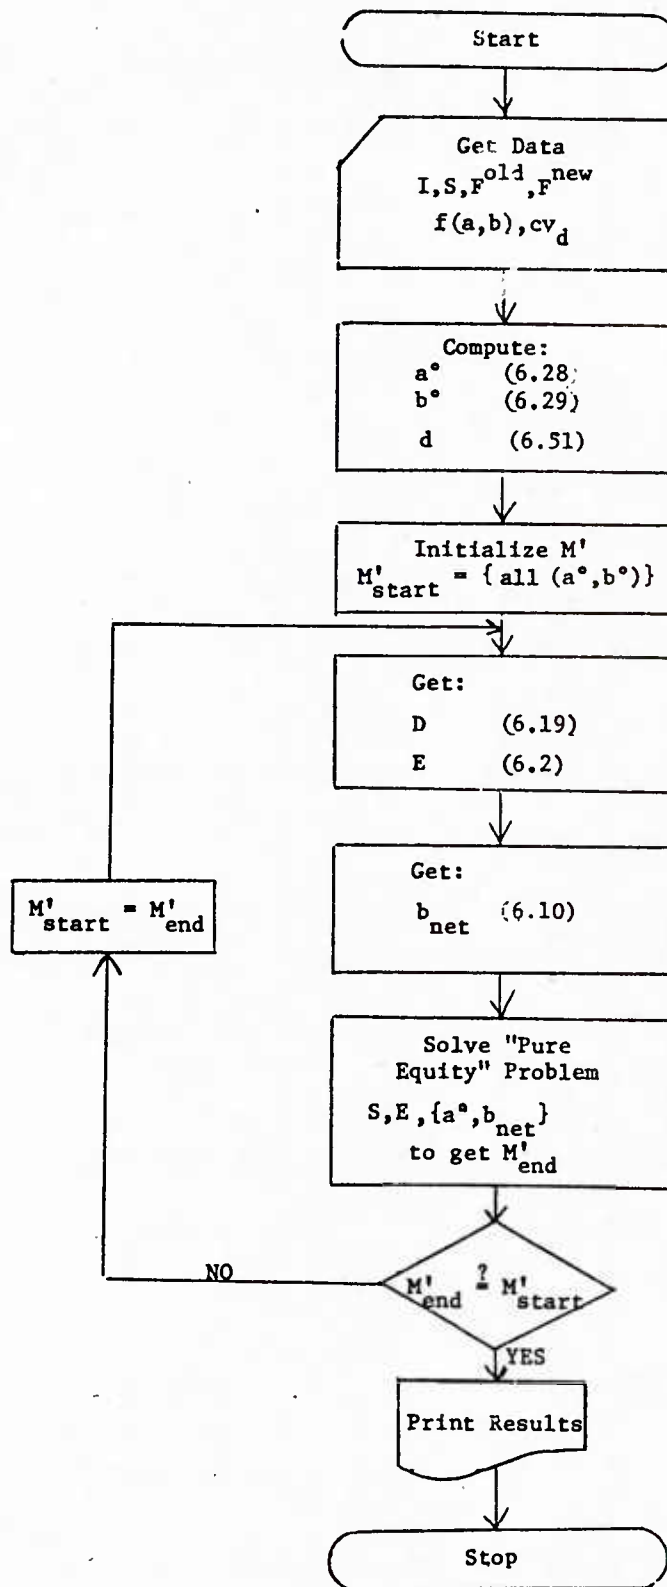 Start
Get Data
I,S,F^old,F^new
f(a,b),cv_d
Compute:
a° (6.28)
b° (6.29)
d (6.51)
Initialize M'
M'_start = {all (a°,b°)}
Get:
D (6.19)
E (6.2)
Get:
b_net (6.10)
M'_start = M'_end
Solve "Pure
Equity" Problem
S,E,{a°,b_net}
to get M'_end
NO
M'_end ?= M'_start
YES
Print Results
Stop